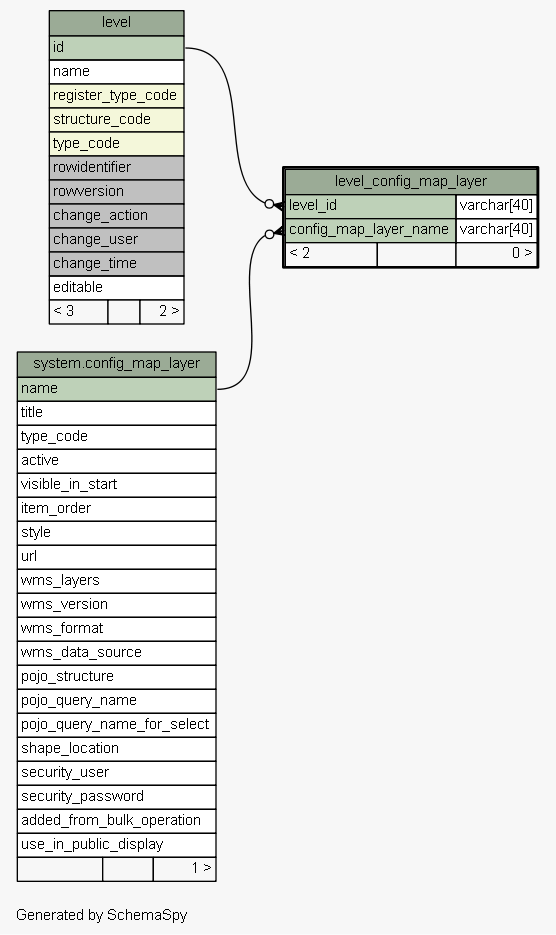 level
id
name
register_type_code
structure_code
type_code
rowidentifier
rowversion
change_action
change_user
change_time
editable
< 3 2 >
level_config_map_layer
level_id varchar[40]
config_map_layer_name varchar[40]
< 2 0 >
system.config_map_layer
name
title
type_code
active
visible_in_start
item_order
style
url
wms_layers
wms_version
wms_format
wms_data_source
pojo_structure
pojo_query_name
pojo_query_name_for_select
shape_location
security_user
security_password
added_from_bulk_operation
use_in_public_display
1 >
Generated by SchemaSpy